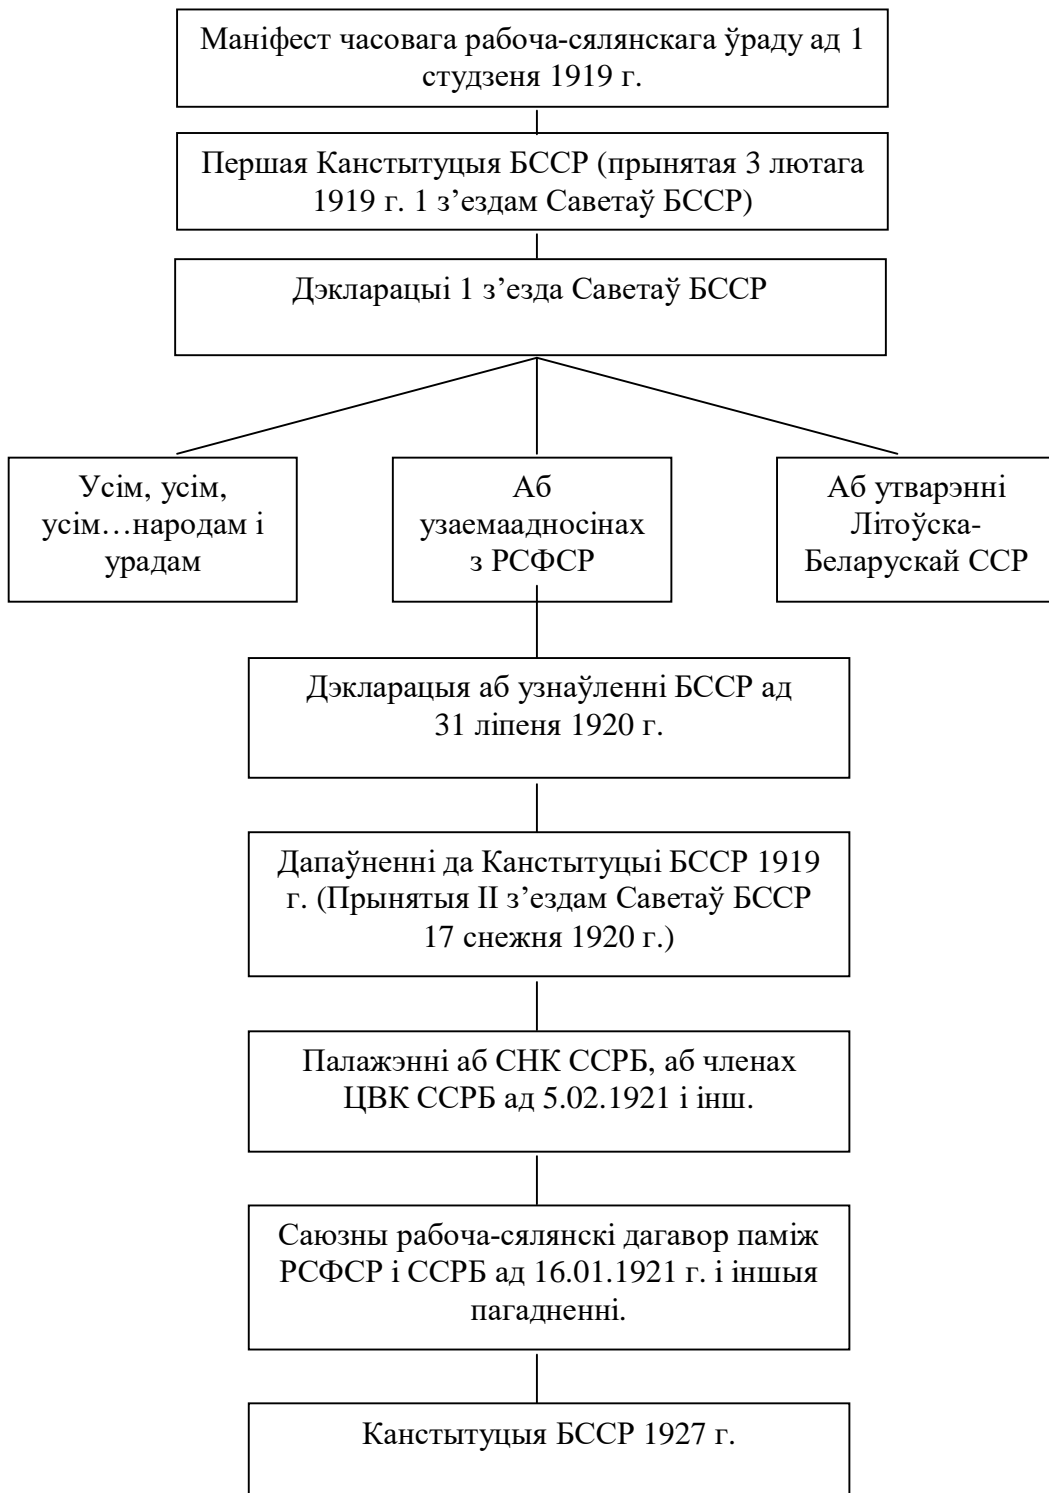 Маніфест часовага рабоча-сялянскага ўраду ад 1
студзеня 1919 г.
Першая Канстытуцыя БССР (прынятая 3 лютага
1919 г. 1 з’ездам Саветаў БССР)
Дэкларацыі 1 з’езда Саветаў БССР
Усім, усім,
усім…народам і
урадам
Аб
узаемаадносінах
з РСФСР
Аб утварэнні
Літоўска-
Беларускай ССР
Дэкларацыя аб узнаўленні БССР ад
31 ліпеня 1920 г.
Дапаўненні да Канстытуцыі БССР 1919
г. (Прынятыя II з’ездам Саветаў БССР
17 снежня 1920 г.)
Палажэнні аб СНК ССРБ, аб членах
ЦВК ССРБ ад 5.02.1921 і інш.
Саюзны рабоча-сялянскі дагавор паміж
РСФСР і ССРБ ад 16.01.1921 г. і іншыя
пагадненні.
Канстытуцыя БССР 1927 г.